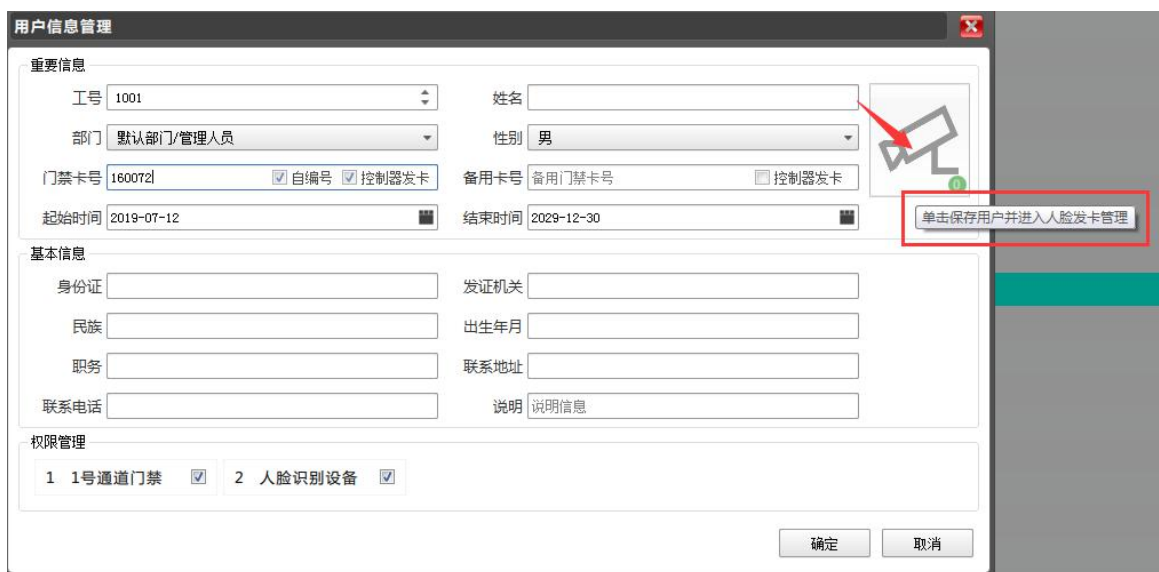 用户信息管理
重要信息
工号 1001 姓名
部门 默认部门/管理人员 性别 男
门禁卡号 160072 自编号 控制器发卡 备用卡号 备用门禁卡号 控制器发卡
0
起始时间 2019-07-12 结束时间 2029-12-30 单击保存用户并进入人脸发卡管理
基本信息
身份证 发证机关
民族 出生年月
职务 联系地址
联系电话 说明 说明信息
权限管理
1 1号通道门禁 2 人脸识别设备
确定 取消